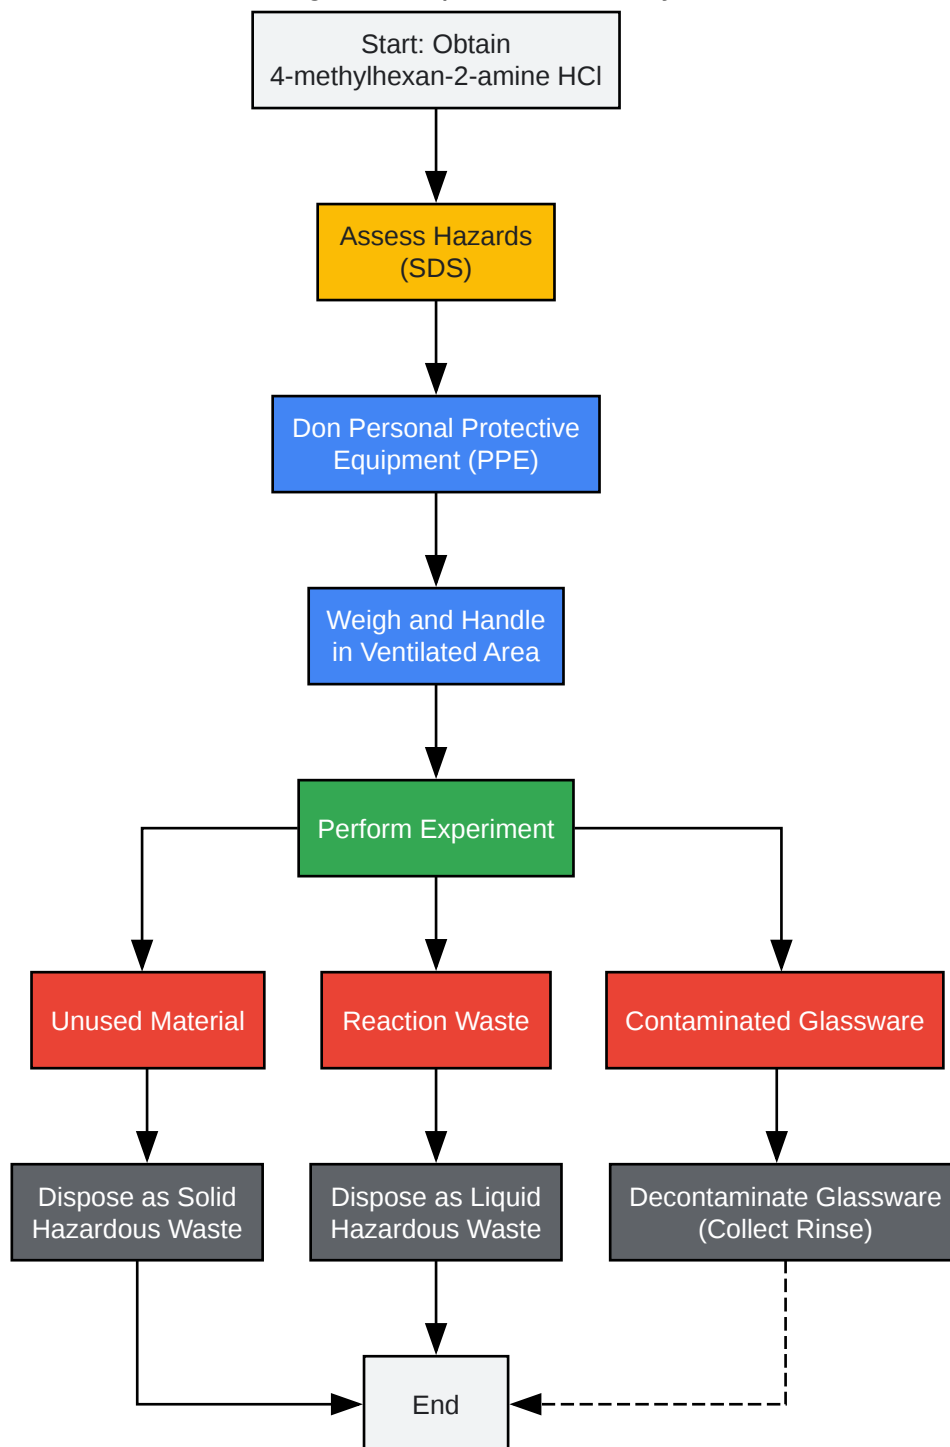 Start: Obtain
4-methylhexan-2-amine HCl
Assess Hazards
(SDS)
Don Personal Protective
Equipment (PPE)
Weigh and Handle
in Ventilated Area
Perform Experiment
Unused Material
Reaction Waste
Contaminated Glassware
Dispose as Solid
Hazardous Waste
Dispose as Liquid
Hazardous Waste
Decontaminate Glassware
(Collect Rinse)
End